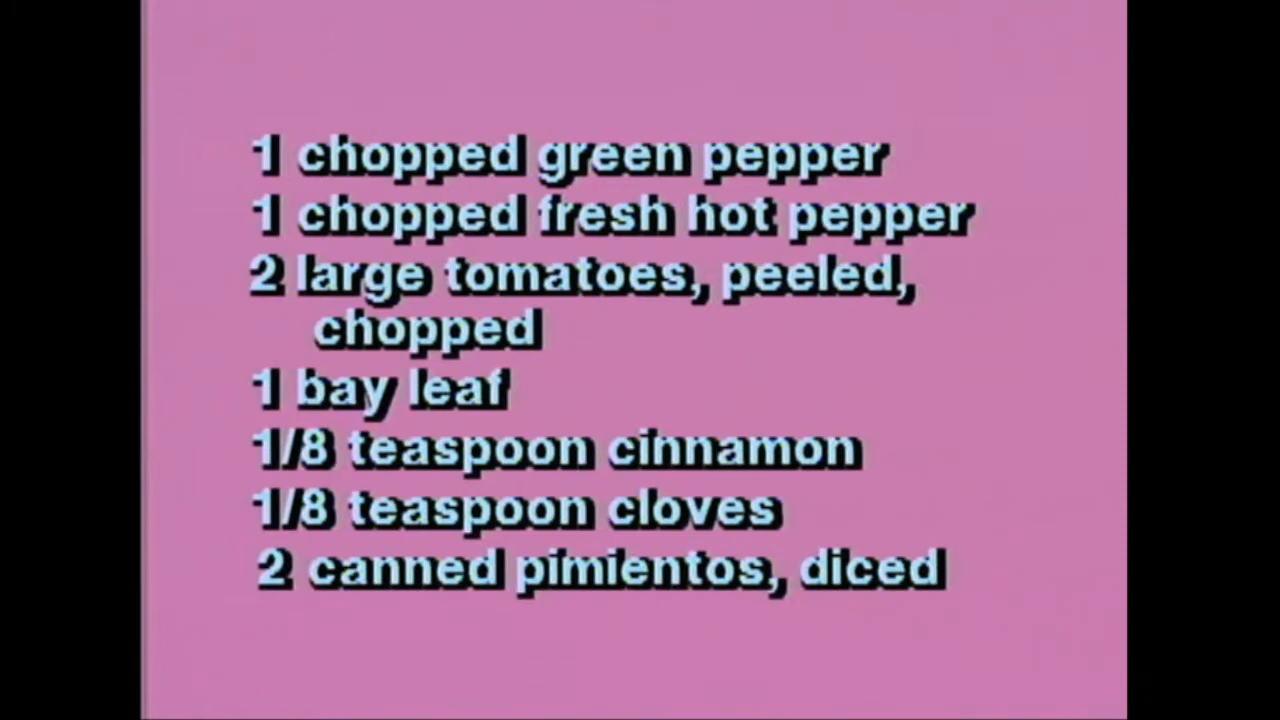 1 chopped green pepper
1 chopped fresh hot pepper
2 large tomatoes, peeled,
chopped
1 bay leaf
1/8 teaspoon cinnamon
1/8 teaspoon cloves
2 canned pimientos, diced